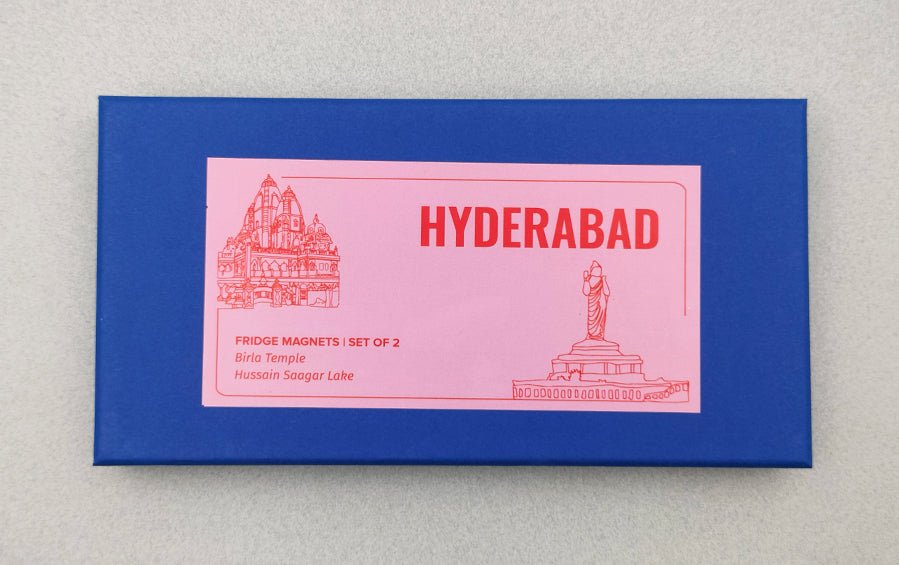 HYDERABAD
FRIDGE MAGNETS | SET OF 2
Birla Temple
Hussain Saagar Lake